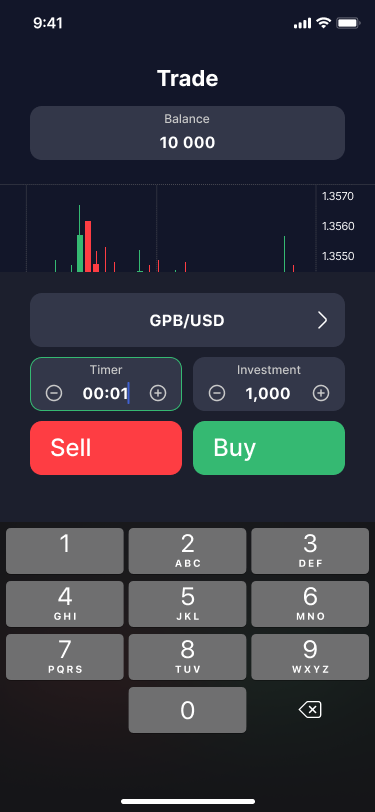 9:41
Trade
Balance
10 000
1.3570
1.3560
1.3550
GPB/USD
Timer
00:01
Investment
1,000
Sell
Buy
1
2
ABC
3
DEF
4
GHI
5
JKL
6
MNO
7
PQRS
8
TUV
9
WXYZ
0